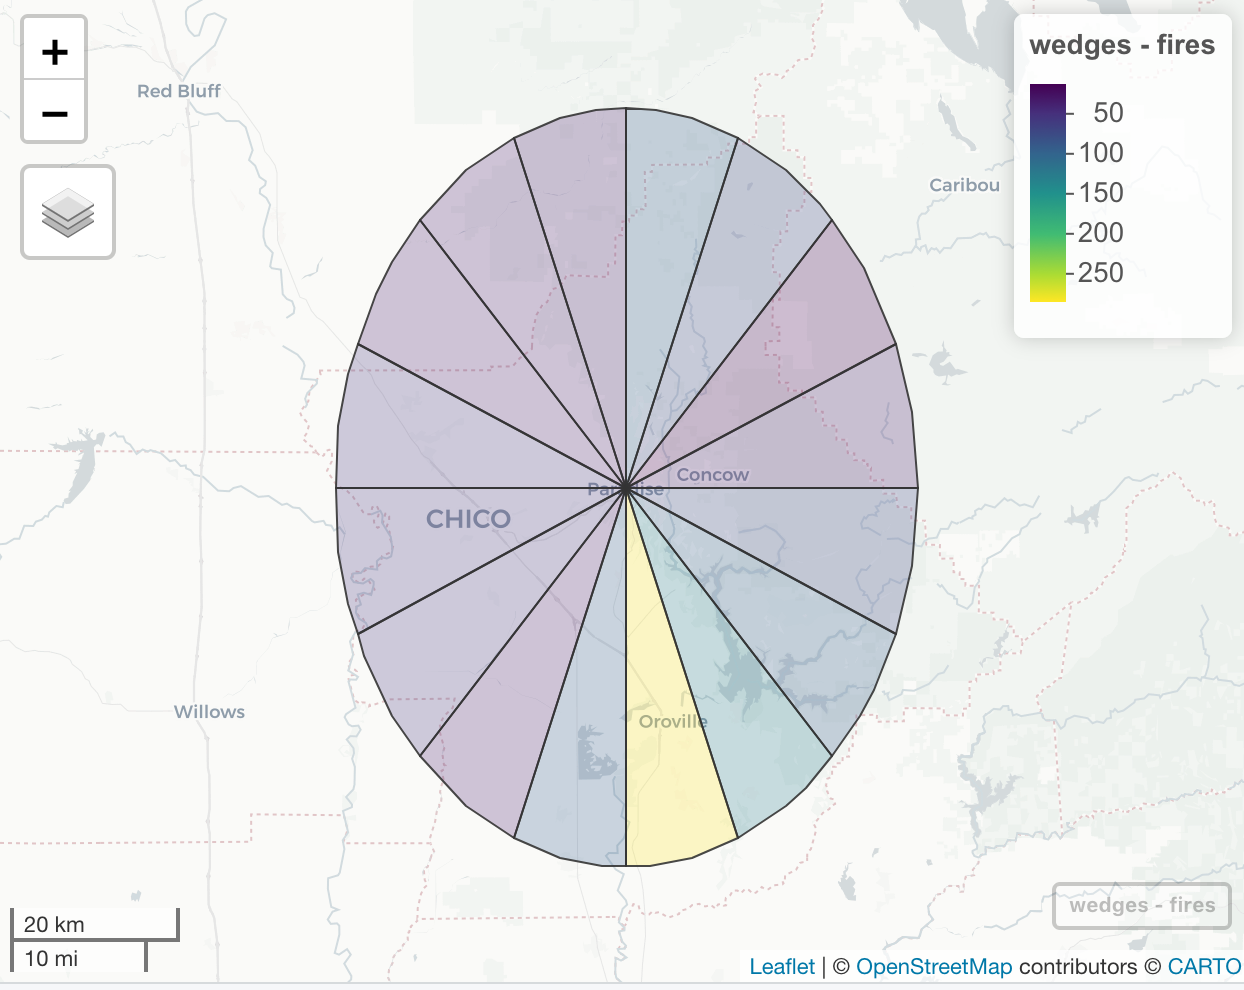 +
−
Red Bluff
wedges - fires
50
100
150
200
250
Caribou
Concow
Paradise
CHICO
Willows
Oroville
wedges - fires
20 km
10 mi
Leaflet | © OpenStreetMap contributors © CARTO